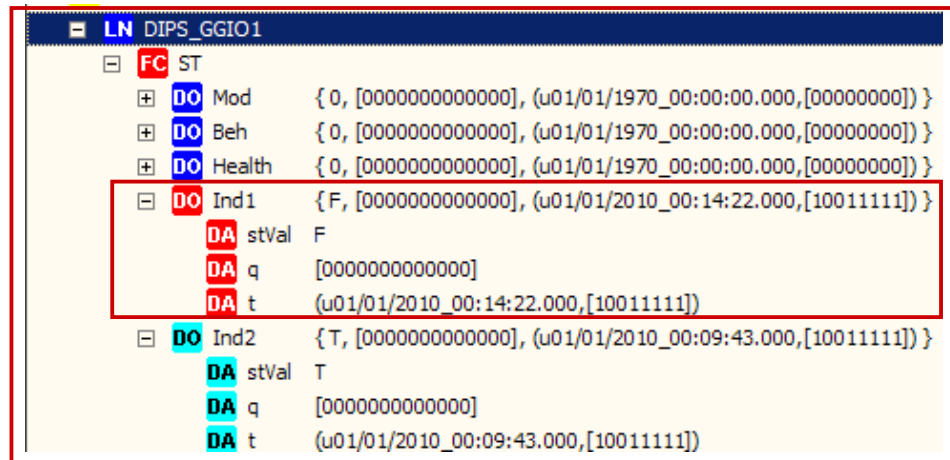 LN DIPS_GGIO1
FC ST
DO Mod { 0, [0000000000000], (u01/01/1970_00:00:00.000,[00000000]) }
DO Beh { 0, [0000000000000], (u01/01/1970_00:00:00.000,[00000000]) }
DO Health { 0, [0000000000000], (u01/01/1970_00:00:00.000,[00000000]) }
DO Ind1 { F, [0000000000000], (u01/01/2010_00:14:22.000,[10011111]) }
DA stVal F
DA q [0000000000000]
DA t (u01/01/2010_00:14:22.000,[10011111])
DO Ind2 { T, [0000000000000], (u01/01/2010_00:09:43.000,[10011111]) }
DA stVal T
DA q [0000000000000]
DA t (u01/01/2010_00:09:43.000,[10011111])